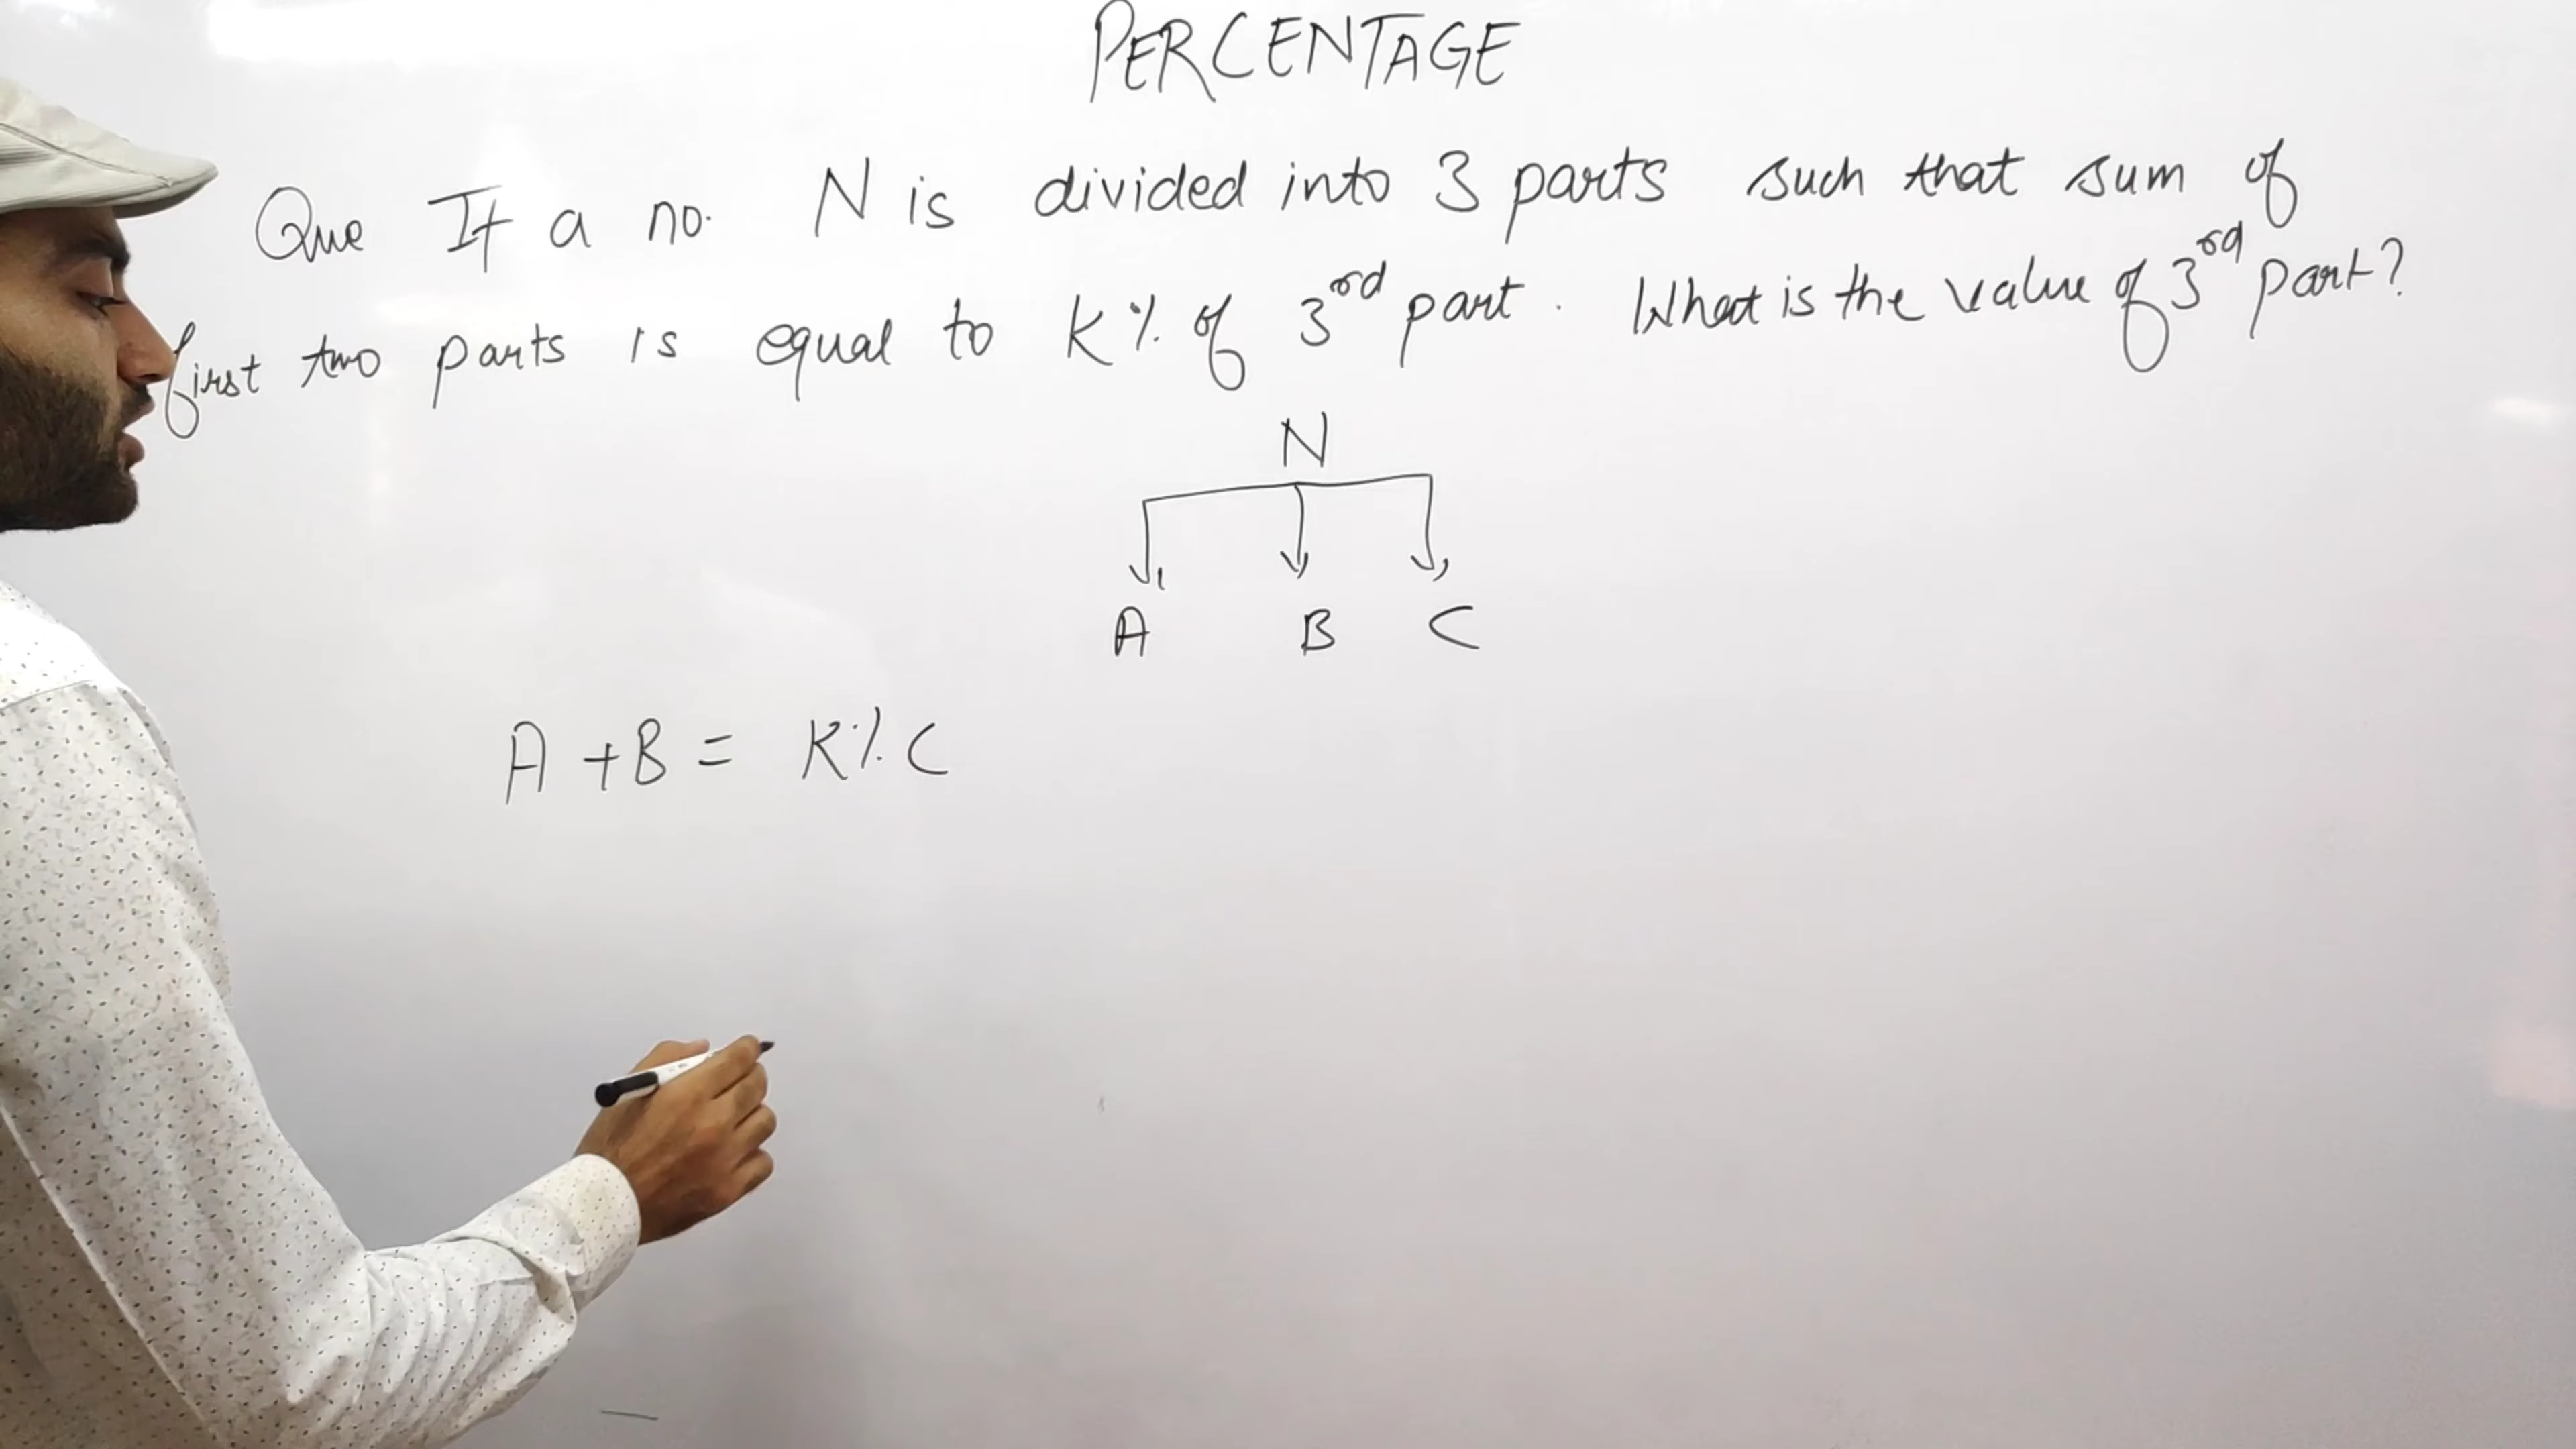 PERCENTAGE
Que If a no. N is divided into 3 parts such that sum of
first two parts is equal to K% of 3rd part. What is the value of 3rd part?
N
A B C
A + B = K% C